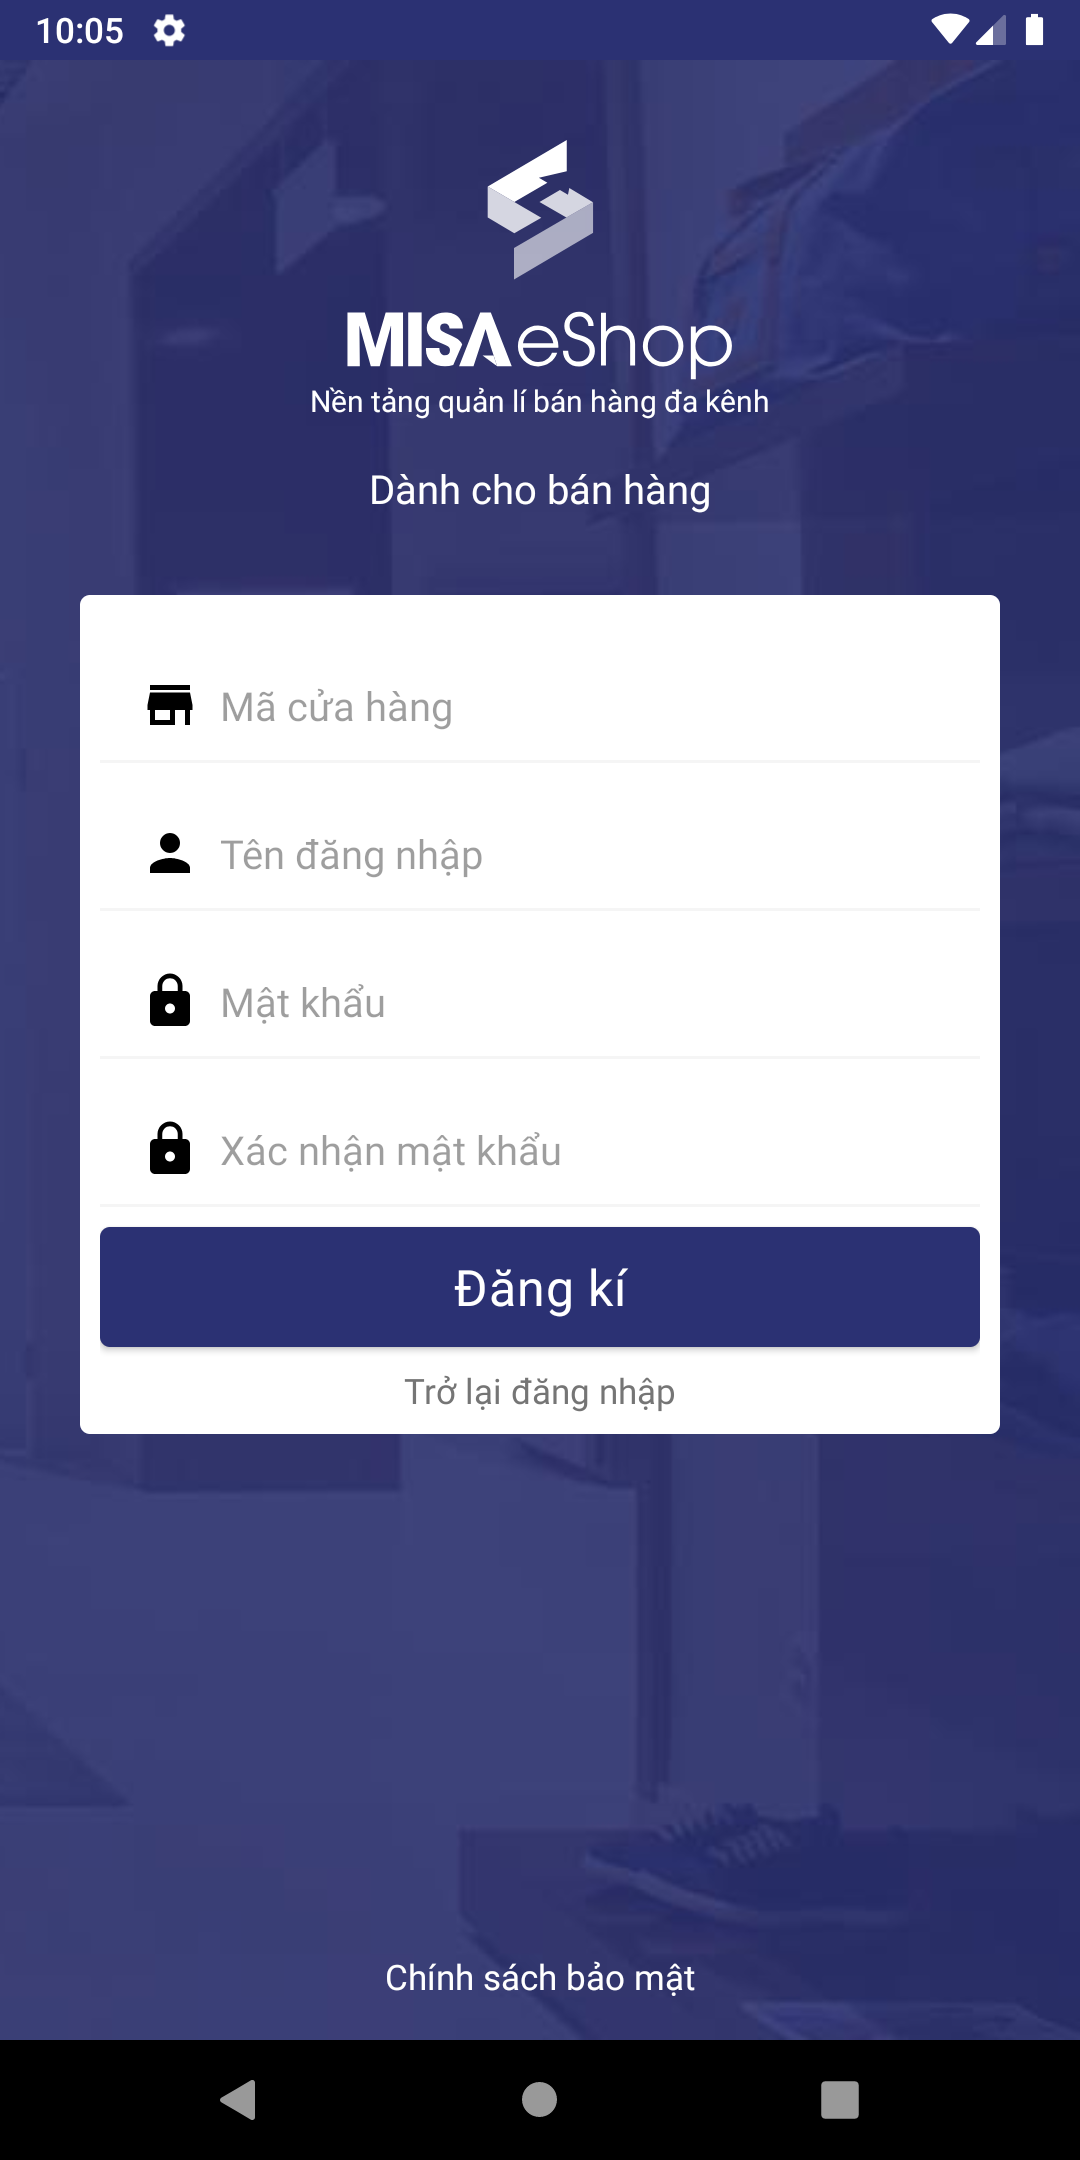 10:05
MISA eShop
Nền tảng quản lí bán hàng đa kênh
Dành cho bán hàng
Mã cửa hàng
Tên đăng nhập
Mật khẩu
Xác nhận mật khẩu
Đăng kí
Trở lại đăng nhập
Chính sách bảo mật